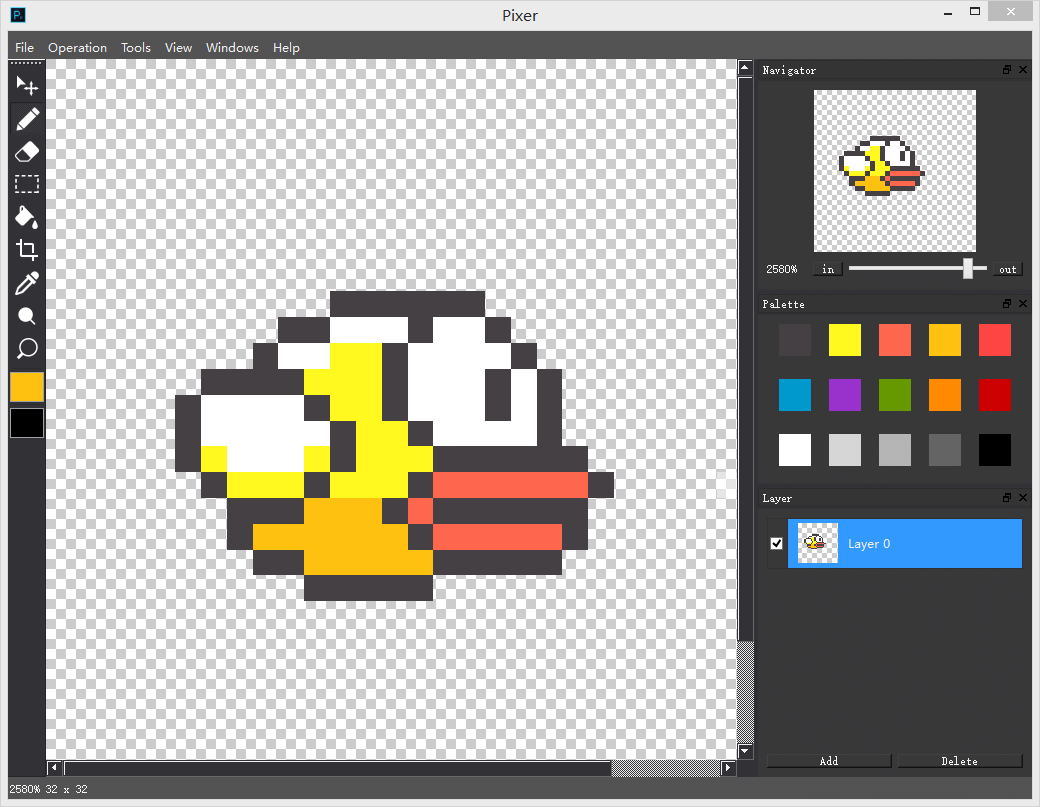 Pixer
File Operation Tools View Windows Help
Navigator
2580% in out
Palette
Layer
Layer 0
Add Delete
2580% 32 x 32